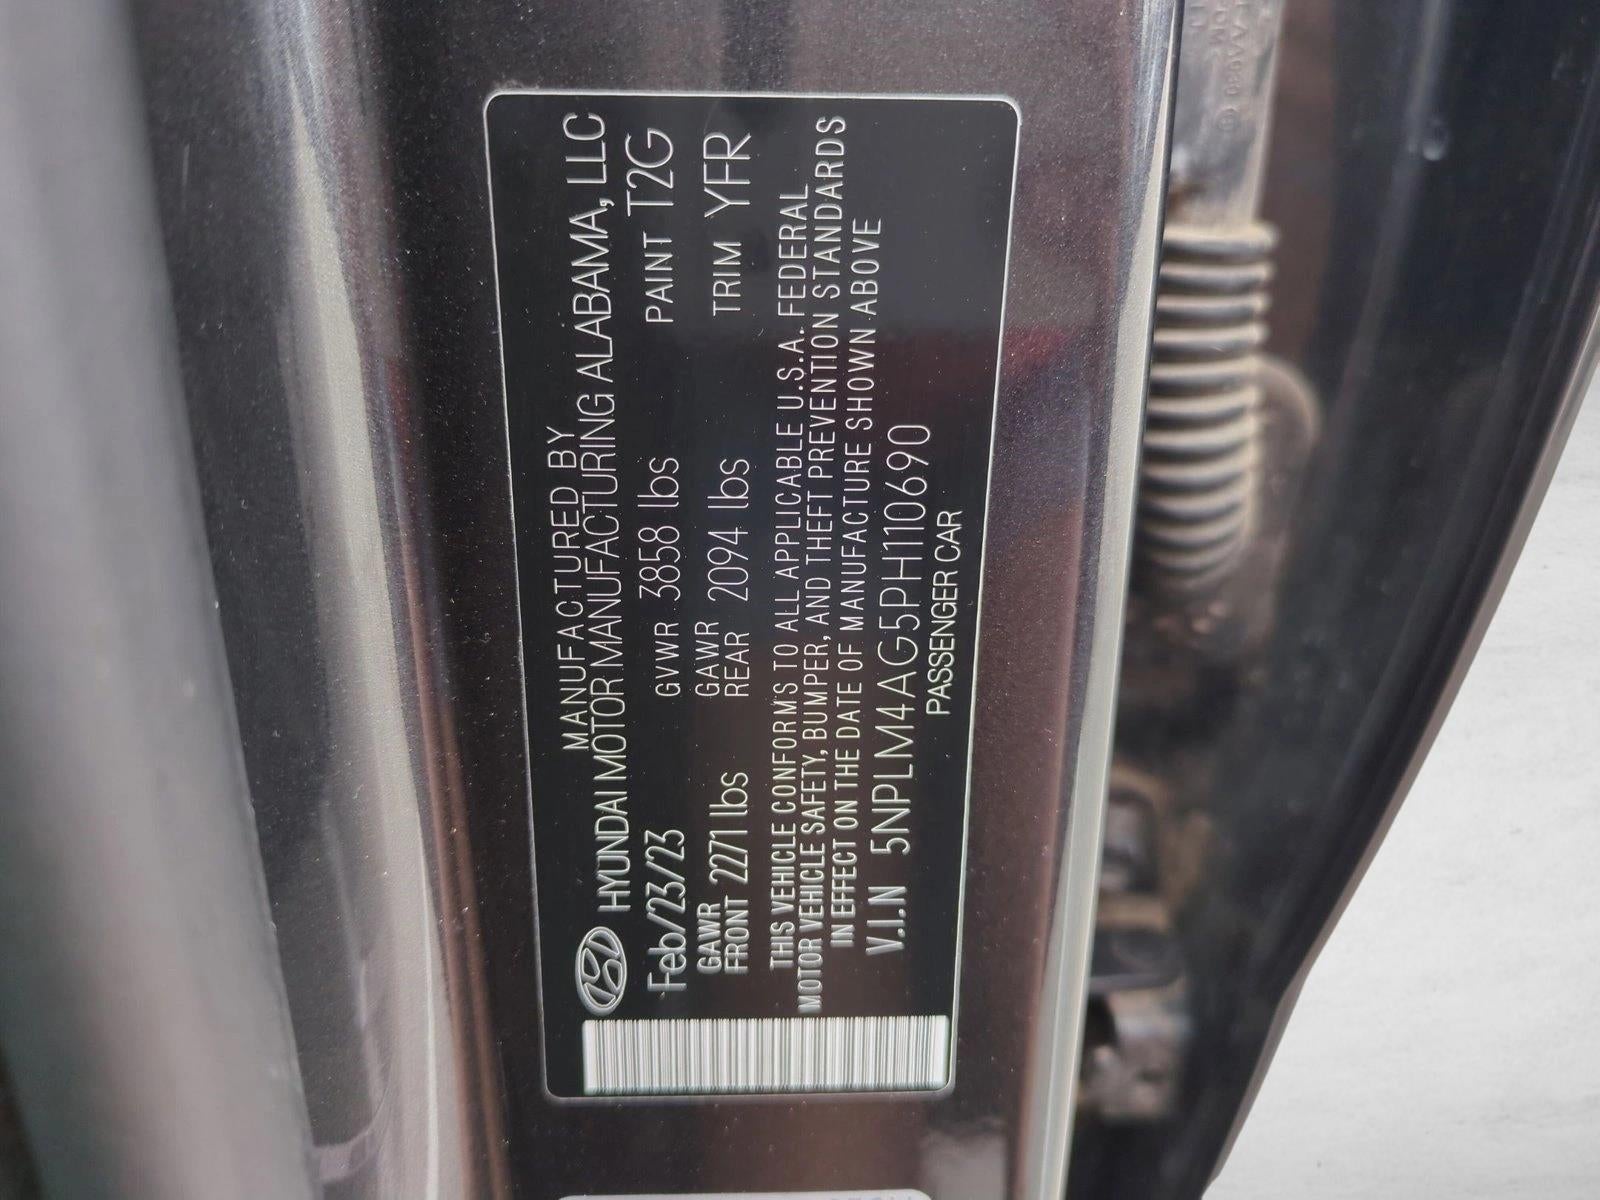 MANUFACTURED BY
HYUNDAI MOTOR MANUFACTURING ALABAMA, LLC
Feb/23/23 GVWR 3858 lbs PAINT T2G
GAWR FRONT 2271 lbs GAWR REAR 2094 lbs TRIM YFR
THIS VEHICLE CONFORMS TO ALL APPLICABLE U.S.A. FEDERAL
MOTOR VEHICLE SAFETY, BUMPER, AND THEFT PREVENTION STANDARDS
IN EFFECT ON THE DATE OF MANUFACTURE SHOWN ABOVE
V.I.N 5NPLM4AG5PH110690
PASSENGER CAR